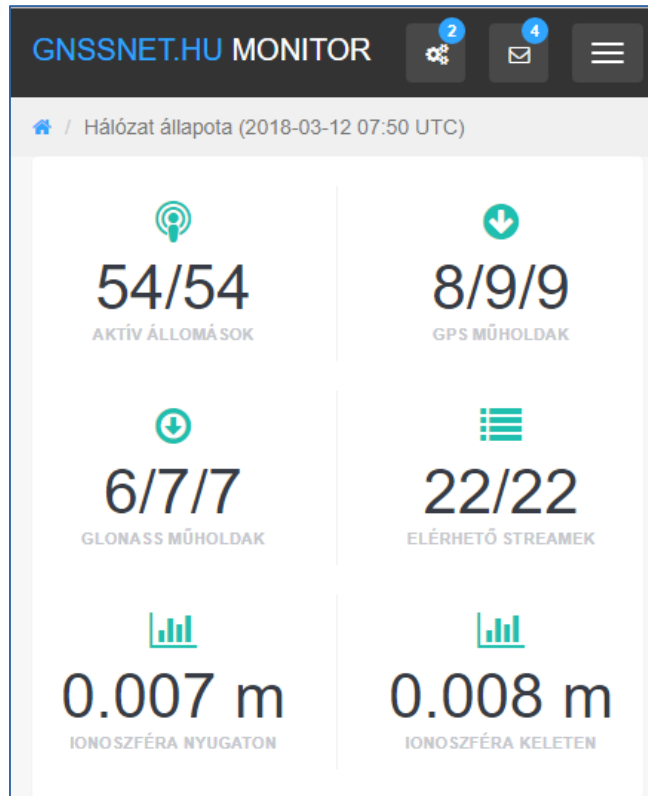 GNSSNET.HU MONITOR
2
4
/ Hálózat állapota (2018-03-12 07:50 UTC)
54/54
AKTÍV ÁLLOMÁSOK
8/9/9
GPS MŰHOLDAK
6/7/7
GLONASS MŰHOLDAK
22/22
ELÉRHETŐ STREAMEK
0.007 m
IONOSZFÉRA NYUGATON
0.008 m
IONOSZFÉRA KELETEN